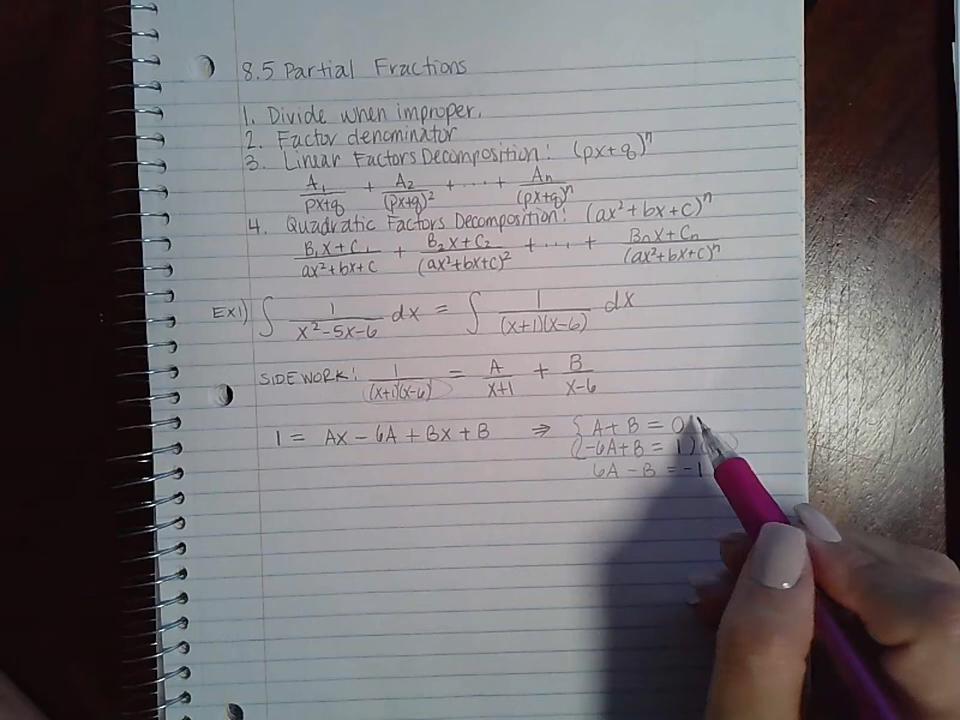 8.5 Partial Fractions
1. Divide when improper.
2. Factor denominator
3. Linear Factors Decomposition: (px+q)^n
A₁/(px+q) + A₂/(px+q)² + ... + Aₙ/(px+q)^n
4. Quadratic Factors Decomposition: (ax²+bx+c)^n
(B₁x+C₁)/(ax²+bx+c) + (B₂x+C₂)/(ax²+bx+c)² + ... + (Bₙx+Cₙ)/(ax²+bx+c)^n
Ex1) ∫ 1/(x²-5x-6) dx = ∫ 1/((x+1)(x-6)) dx
SIDEWORK: 1/((x+1)(x-6)) = A/(x+1) + B/(x-6)
1 = Ax - 6A + Bx + B ⇒ { A + B = 0
(-6A+B = 1)
6A - B = -1